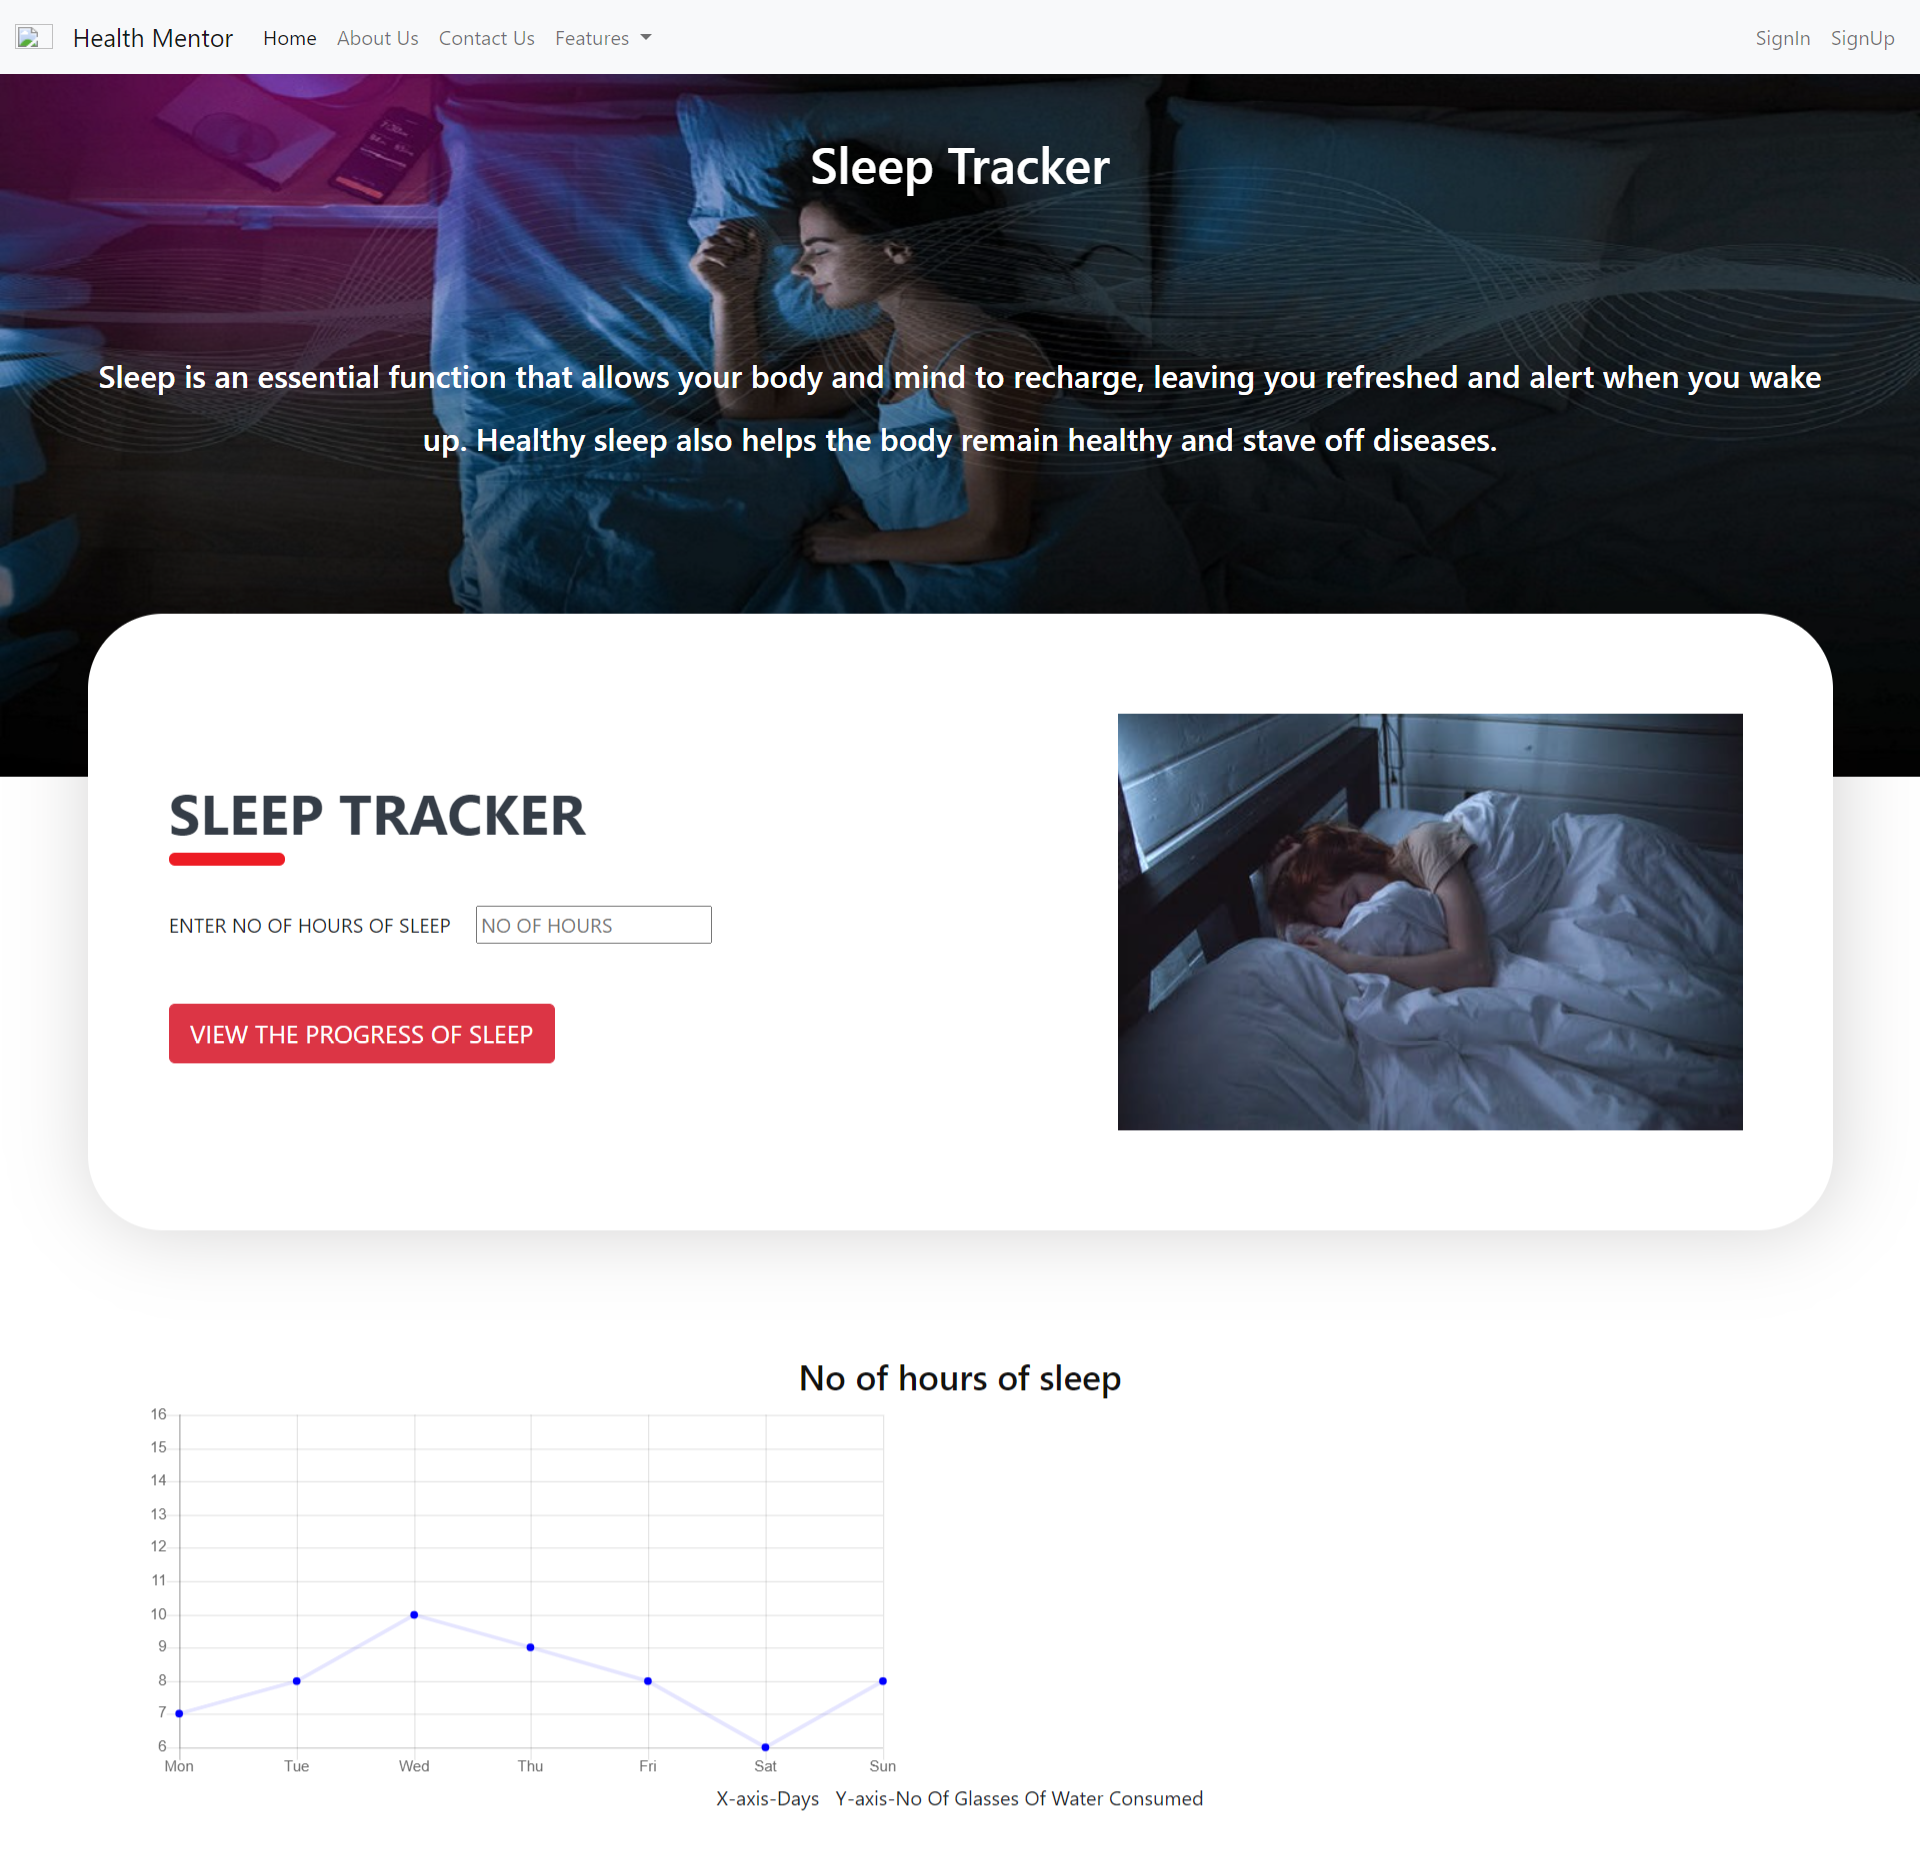 Health Mentor Home About Us Contact Us Features SignIn SignUp
Sleep Tracker
Sleep is an essential function that allows your body and mind to recharge, leaving you refreshed and alert when you wake
up. Healthy sleep also helps the body remain healthy and stave off diseases.
SLEEP TRACKER
ENTER NO OF HOURS OF SLEEP NO OF HOURS
VIEW THE PROGRESS OF SLEEP
No of hours of sleep
16
15
14
13
12
11
10
9
8
7
6
Mon Tue Wed Thu Fri Sat Sun
X-axis-Days Y-axis-No Of Glasses Of Water Consumed